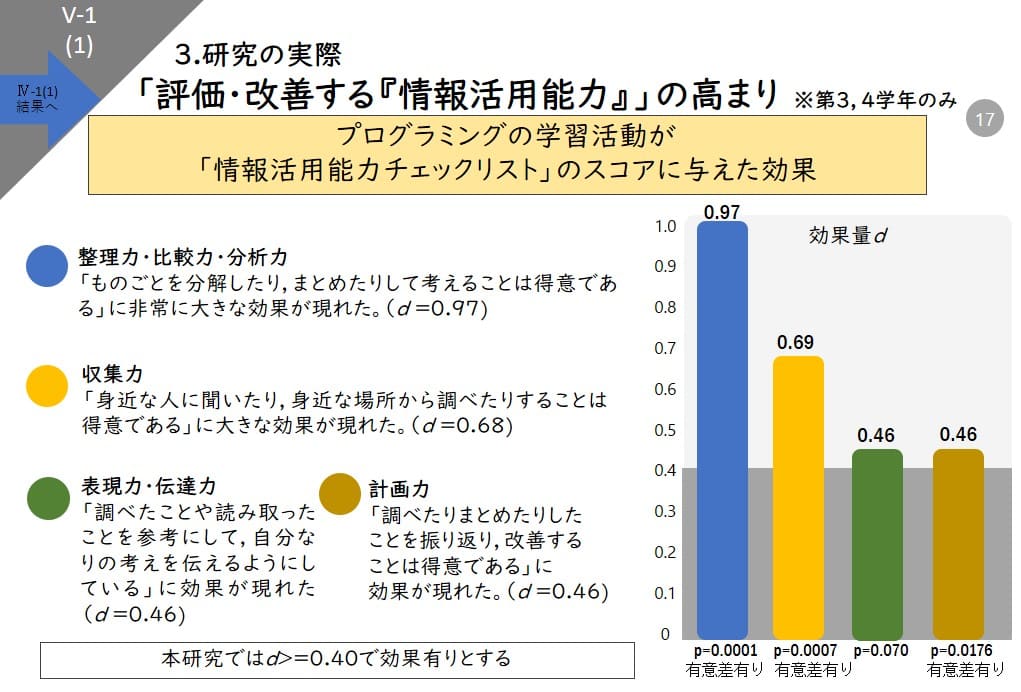 Ⅴ-1
(1)
Ⅳ-1(1)
結果へ
3.研究の実際
「評価・改善する『情報活用能力』」の高まり ※第3,4学年のみ
17
プログラミングの学習活動が
「情報活用能力チェックリスト」のスコアに与えた効果
整理力・比較力・分析力
「ものごとを分解したり,まとめたりして考えることは得意であ
る」に非常に大きな効果が現れた。(d=0.97)
収集力
「身近な人に聞いたり,身近な場所から調べたりすることは
得意である」に大きな効果が現れた。(d=0.68)
表現力・伝達力
「調べたことや読み取った
ことを参考にして,自分な
りの考えを伝えるようにし
ている」に効果が現れた
(d=0.46)
計画力
「調べたりまとめたりした
ことを振り返り,改善する
ことは得意である」に
効果が現れた。(d=0.46)
本研究ではd>=0.40で効果有りとする
効果量d
1.0
0.9
0.8
0.7
0.6
0.5
0.4
0.3
0.2
0.1
0
0.97
0.69
0.46
0.46
p=0.0001
有意差有り
p=0.0007
有意差有り
p=0.070
p=0.0176
有意差有り